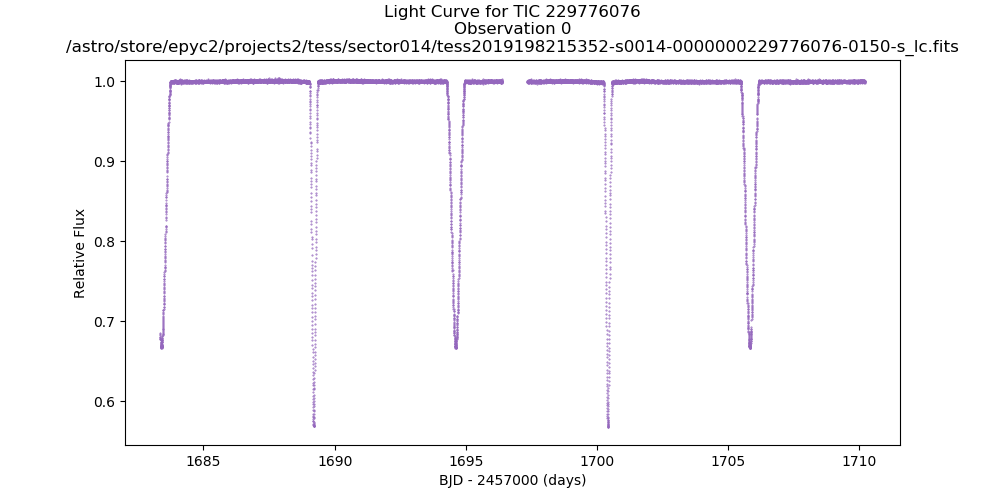 Light Curve for TIC 229776076
Observation 0
/astro/store/epyc2/projects2/tess/sector014/tess2019198215352-s0014-0000000229776076-0150-s_lc.fits
1.0
0.9
0.8
0.7
0.6
Relative Flux
1685 1690 1695 1700 1705 1710
BJD - 2457000 (days)